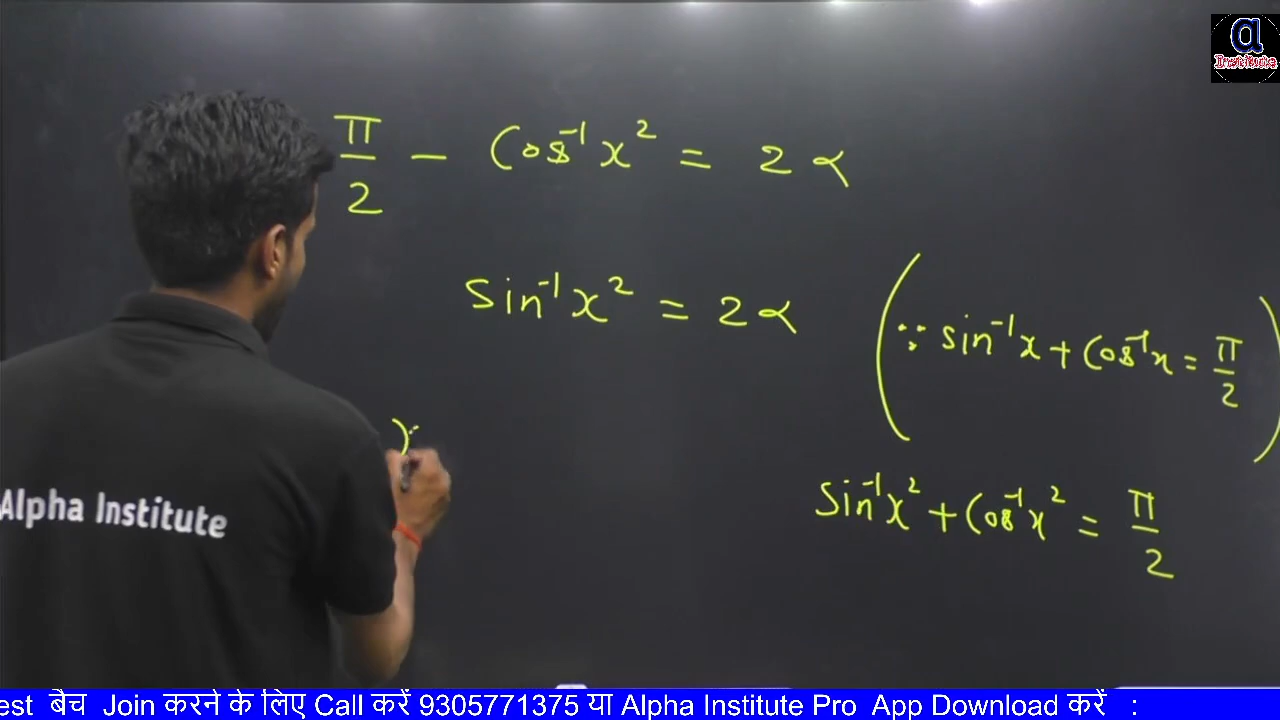 α
Institute
π/2 - Cos⁻¹x² = 2α
Sin⁻¹x² = 2α
(∵ sin⁻¹x + Cos⁻¹x = π/2)
Sin⁻¹x² + Cos⁻¹x² = π/2
Alpha Institute
est बैच Join करने के लिए Call करें 9305771375 या Alpha Institute Pro App Download करें :